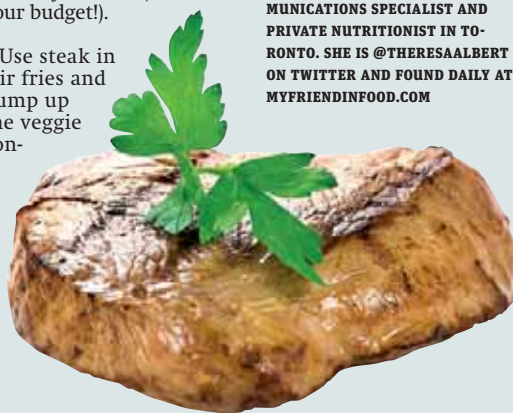 our budget!).
Use steak in
ir fries and
ump up
ne veggie
on-
MUNICATIONS SPECIALIST AND
PRIVATE NUTRITIONIST IN TO-
RONTO. SHE IS @THERESAALBERT
ON TWITTER AND FOUND DAILY AT
MYFRIENDINFOOD.COM